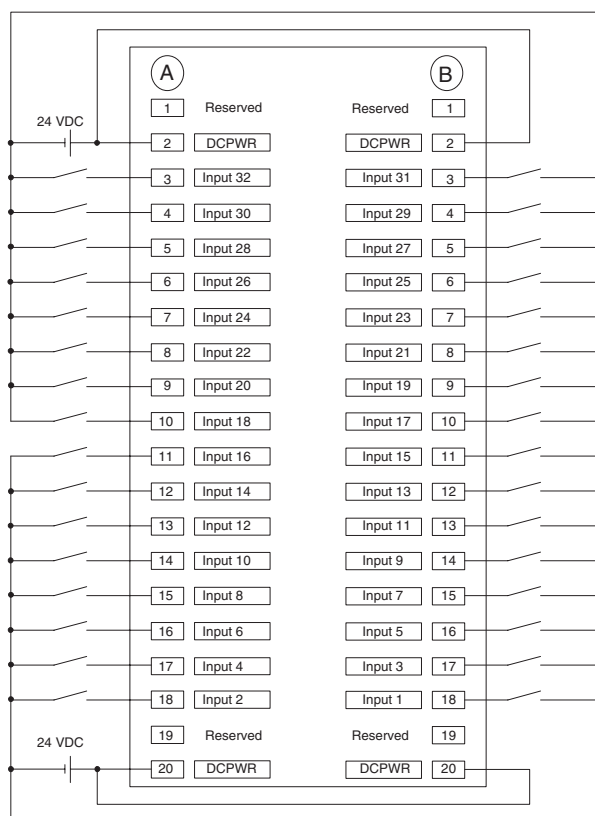 A B
1 Reserved Reserved 1
24 VDC
2 DCPWR DCPWR 2
3 Input 32 Input 31 3
4 Input 30 Input 29 4
5 Input 28 Input 27 5
6 Input 26 Input 25 6
7 Input 24 Input 23 7
8 Input 22 Input 21 8
9 Input 20 Input 19 9
10 Input 18 Input 17 10
11 Input 16 Input 15 11
12 Input 14 Input 13 12
13 Input 12 Input 11 13
14 Input 10 Input 9 14
15 Input 8 Input 7 15
16 Input 6 Input 5 16
17 Input 4 Input 3 17
18 Input 2 Input 1 18
19 Reserved Reserved 19
24 VDC
20 DCPWR DCPWR 20